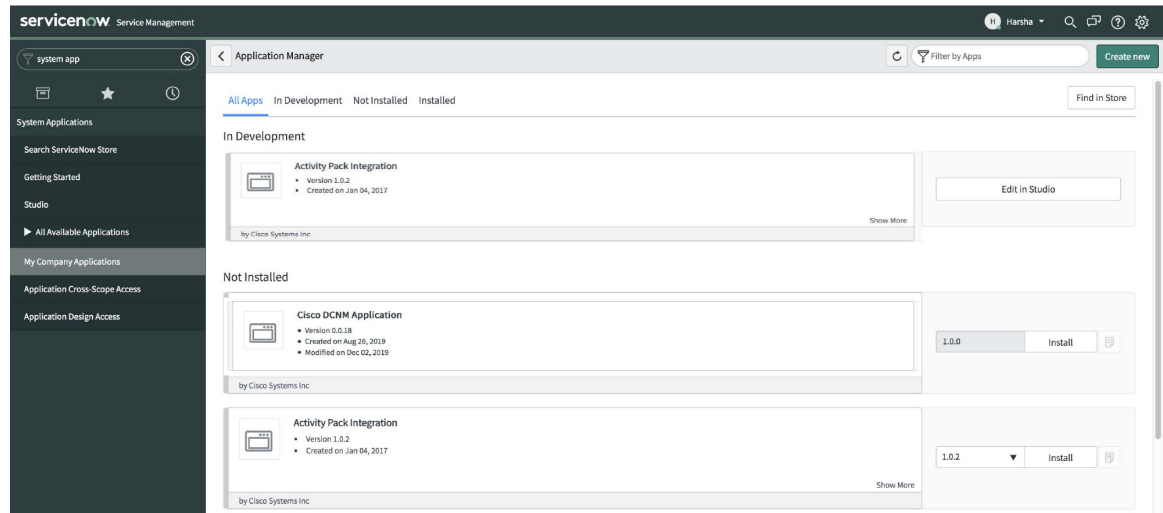 servicenow Service Management
H Harsha
system app
Application Manager
Filter by Apps
Create new
All Apps In Development Not Installed Installed
Find in Store
System Applications
Search ServiceNow Store
Getting Started
Studio
All Available Applications
My Company Applications
Application Cross-Scope Access
Application Design Access
In Development
Activity Pack Integration
• Version 1.0.2
• Created on Jan 04, 2017
Show More
by Cisco Systems Inc
Edit in Studio
Not Installed
Cisco DCNM Application
• Version 0.0.18
• Created on Aug 26, 2019
• Modified on Dec 02, 2019
by Cisco Systems Inc
1.0.0 Install
Activity Pack Integration
• Version 1.0.2
• Created on Jan 04, 2017
Show More
by Cisco Systems Inc
1.0.2 Install